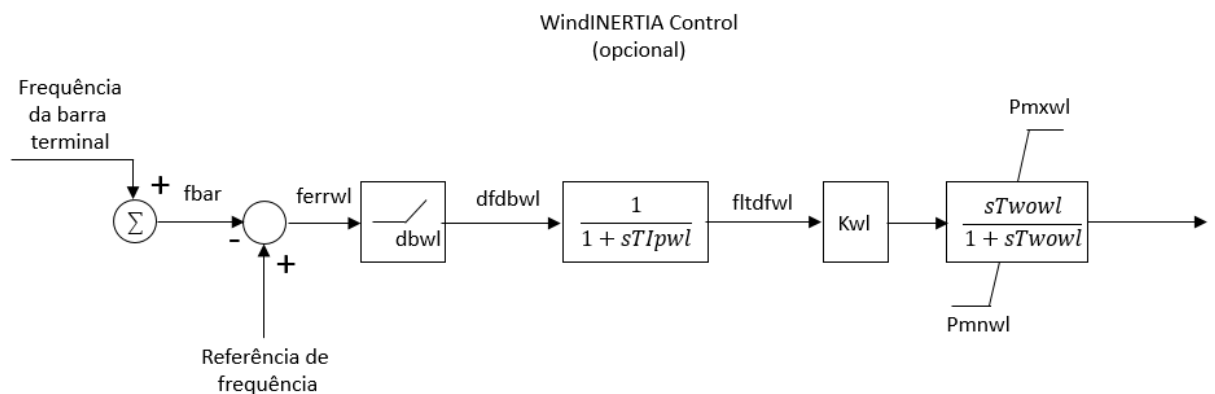 WindINERTIA Control
(opcional)
Frequência
da barra
terminal
Pmxwl
+
fbar
ferrwl
dfdbwl
fltdfwl
Σ
-
dbwl
1
1 + sTIpwl
Kwl
sTwowl
1 + sTwowl
+
Pmnwl
Referência de
frequência